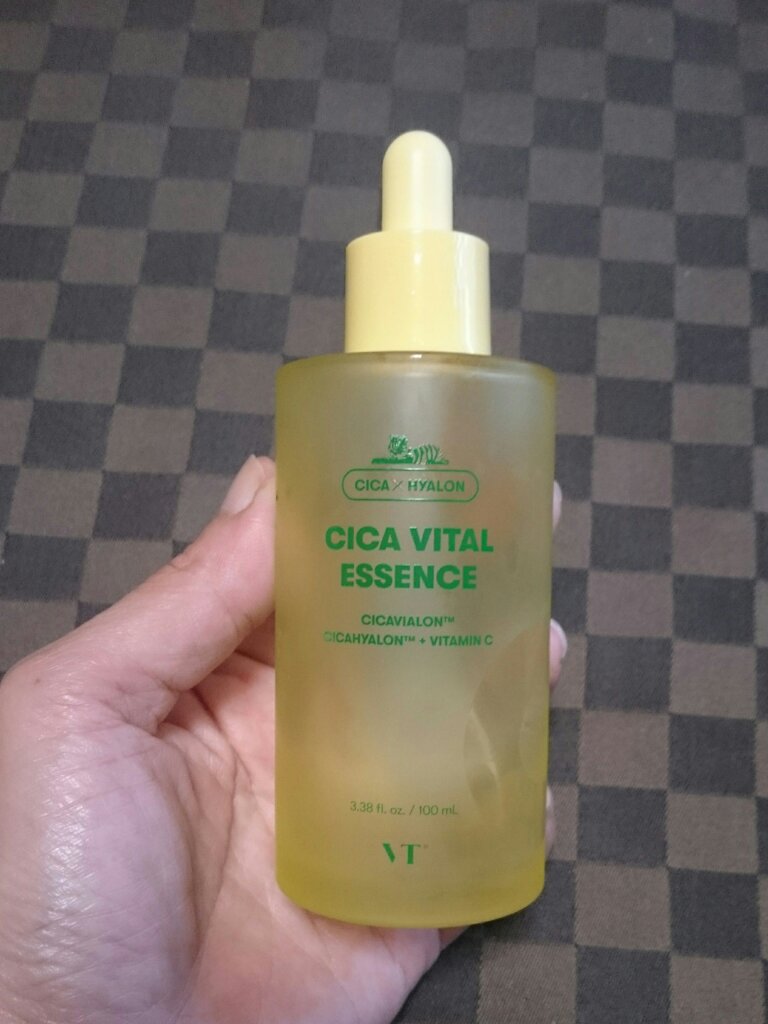 CICA × HYALON
CICA VITAL
ESSENCE
CICAVIALON™
CICAHYALON™ + VITAMIN C
3.38 fl. oz. / 100 mL
VT®